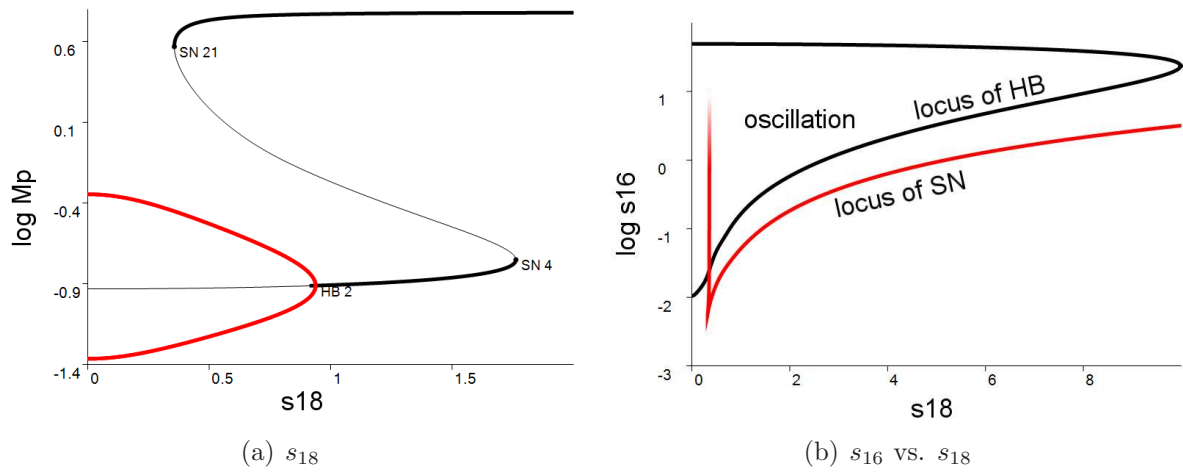 0.6
0.1
-0.4
-0.9
-1.4
log Mp
SN 21
SN 4
HB 2
0
0.5
1
1.5
s18
(a) s18
1
0
-1
-2
-3
log s16
oscillation
locus of HB
locus of SN
0
2
4
6
8
s18
(b) s16 vs. s18